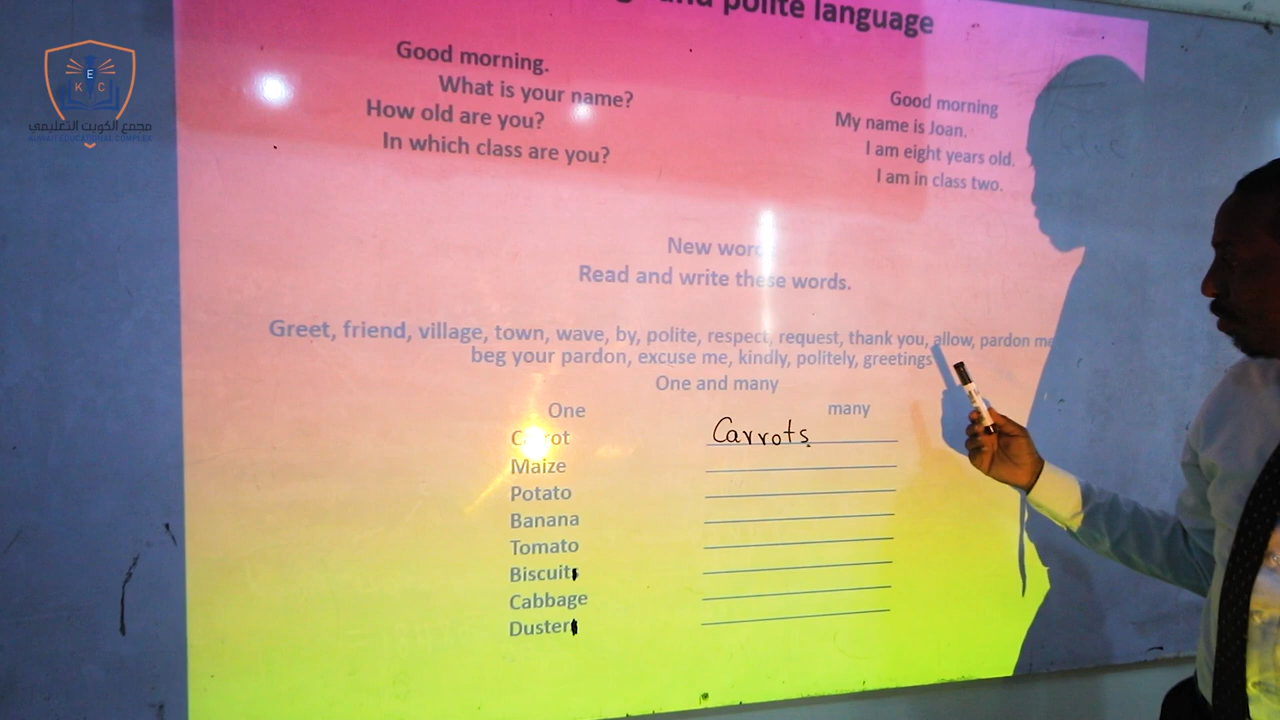 E
K C
مجمع الكويت التعليمي
KUWAIT EDUCATIONAL COMPLEX
and polite language
Good morning.
What is your name?
How old are you?
In which class are you?
Good morning
My name is Joan.
I am eight years old.
I am in class two.
New
Read and write these words.
Greet, friend, village, town, wave, by, polite, respect, request, thank you, allow, pardon me
beg your pardon, excuse me, kindly, politely, greetings
One and many
One many
Carrots
Maize
Potato
Banana
Tomato
Biscuit
Cabbage
Duster